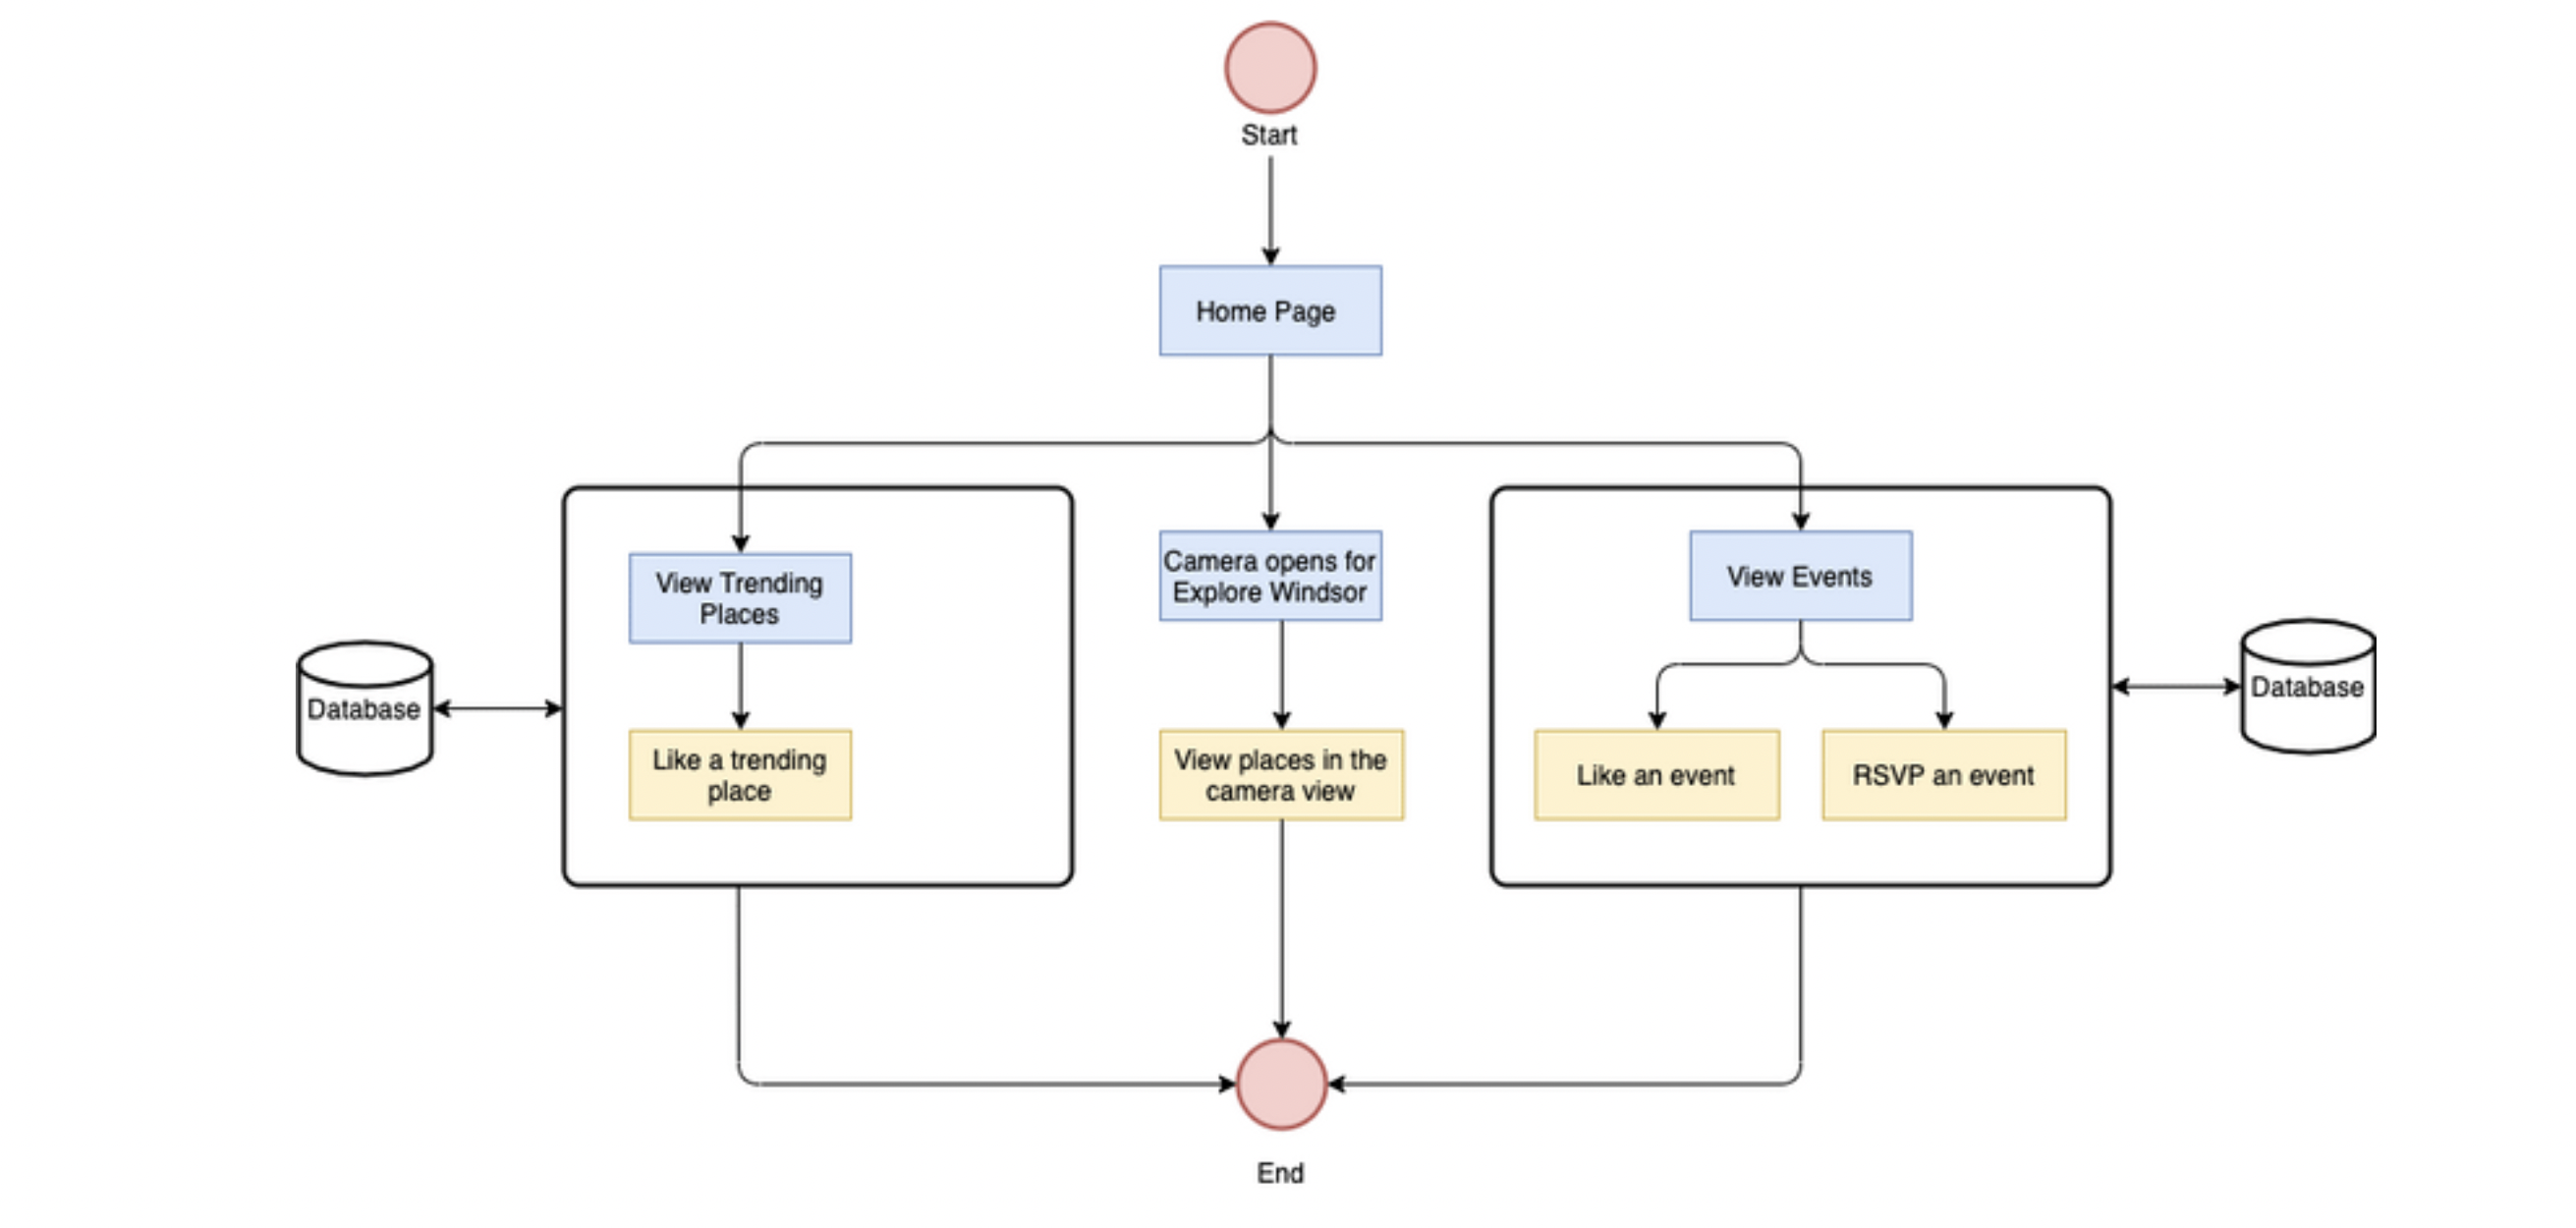 Start
Home Page
View Trending
Places
Camera opens for
Explore Windsor
View Events
Database
Database
Like a trending
place
View places in the
camera view
Like an event
RSVP an event
End